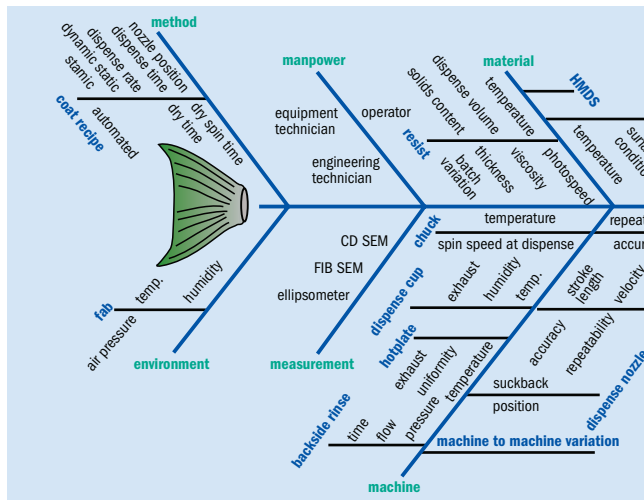 method
nozzle position
dispense time
dispense rate
dynamic static
stamic
coat recipe
automated
dry time
dry spin time
manpower
equipment
technician
operator
engineering
technician
material
temperature
HMDS
dispense volume
solids content
resist
batch
variation
thickness
viscosity
photospeed
temperature
chuck
temperature
spin speed at dispense
CD SEM
FIB SEM
ellipsometer
measurement
fab
temp.
humidity
air pressure
environment
dispense cup
exhaust
humidity
temp.
stroke
length
velocity
accuracy
repeatability
dispense nozzle
hotplate
exhaust
uniformity
temperature
suckback
position
backside rinse
time
flow
pressure
machine to machine variation
machine